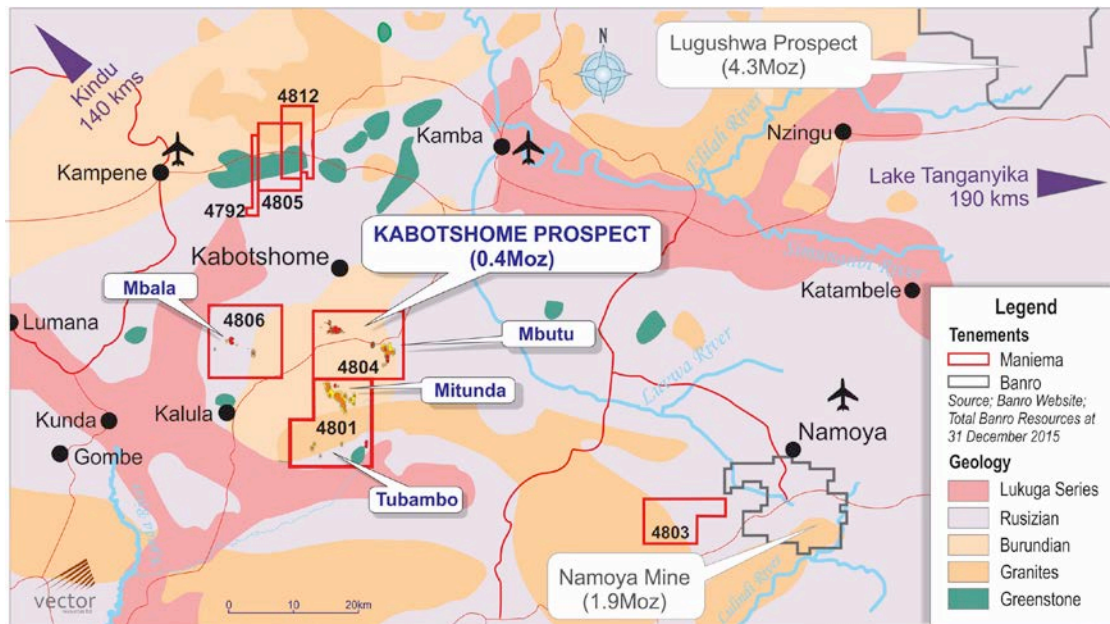 Kindu
140 kms
N
Lugushwa Prospect
(4.3Moz)
4812
Kamba
Nzingu
Elilah River
Kampene
4792
4805
Lake Tanganyika
190 kms
KABOTSHOME PROSPECT
(0.4Moz)
Kabotshome
Mbala
Katambele
Lumana
4806
Mbutu
4804
Mitunda
Kunda
Kalula
4801
Gombe
Tubambo
Namoya
4803
Namoya Mine
(1.9Moz)
vector
0
10
20km
Legend
Tenements
Maniema
Banro
Source; Banro Website;
Total Banro Resources at
31 December 2015
Geology
Lukuga Series
Rusizian
Burundian
Granites
Greenstone